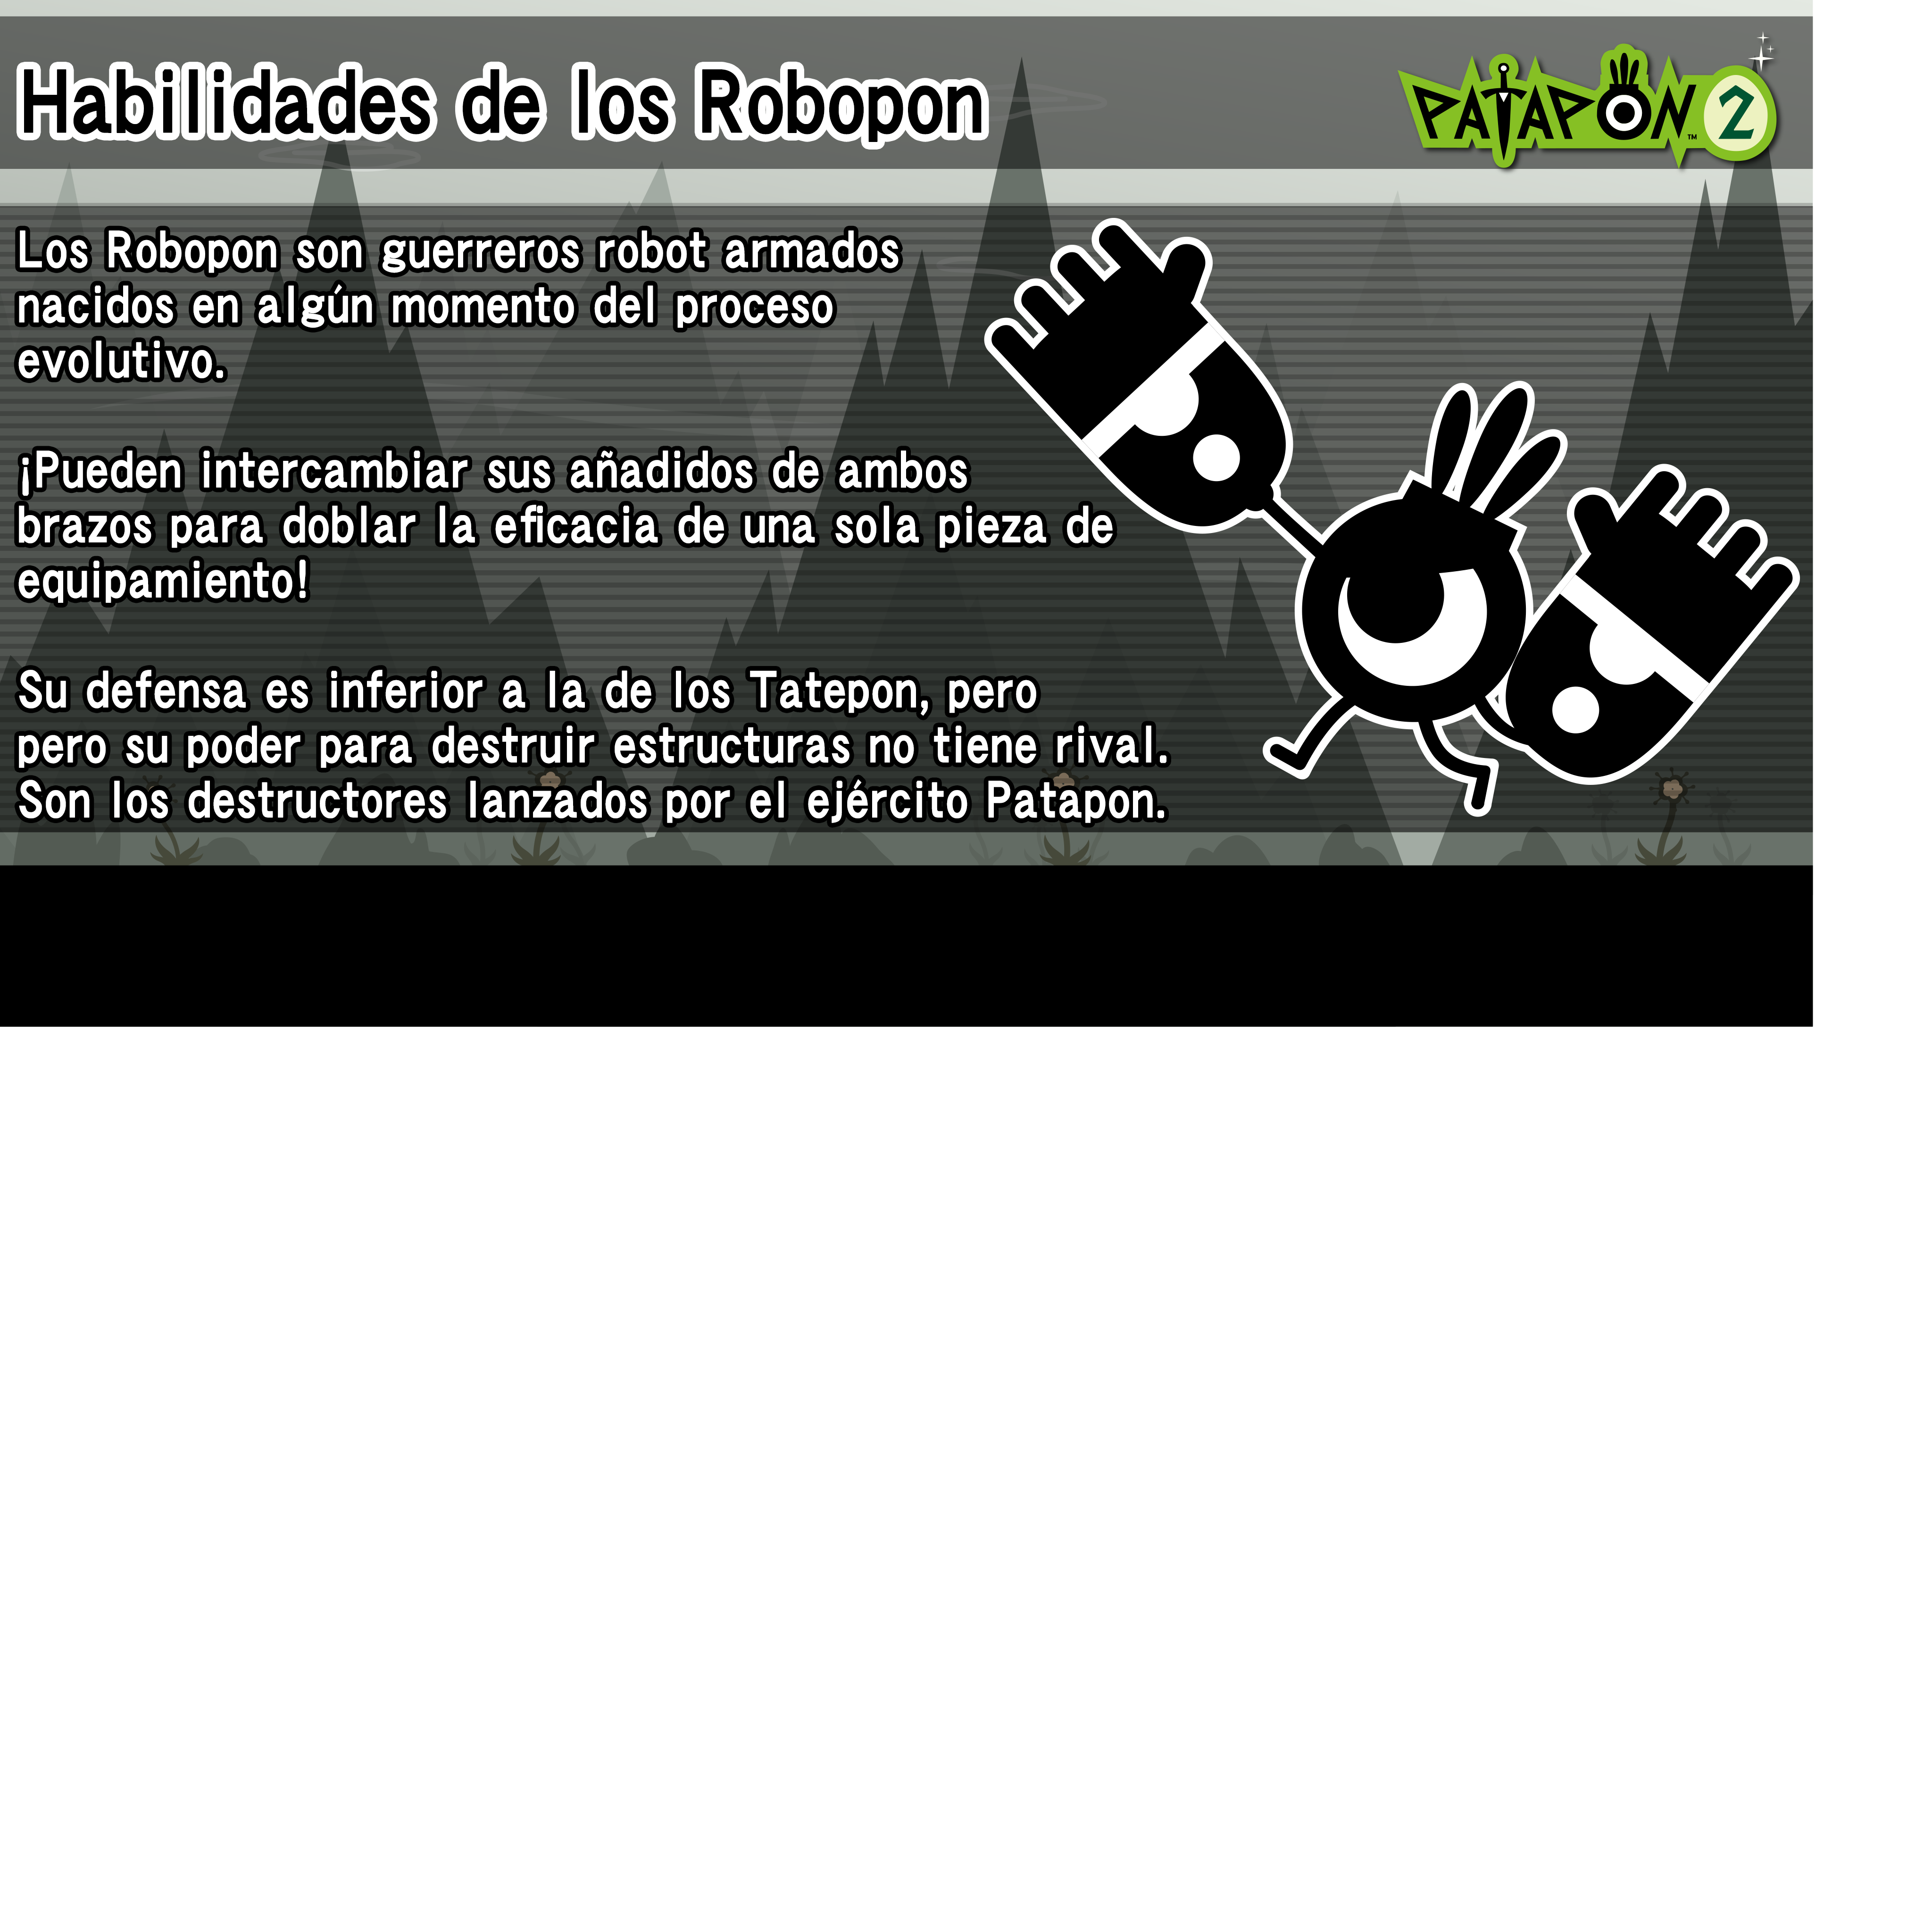 Habilidades de los Robopon
PATAPON™ 2
Los Robopon son guerreros robot armados
nacidos en algún momento del proceso
evolutivo.
¡Pueden intercambiar sus añadidos de ambos
brazos para doblar la eficacia de una sola pieza de
equipamiento!
Su defensa es inferior a la de los Tatepon, pero
pero su poder para destruir estructuras no tiene rival.
Son los destructores lanzados por el ejército Patapon.